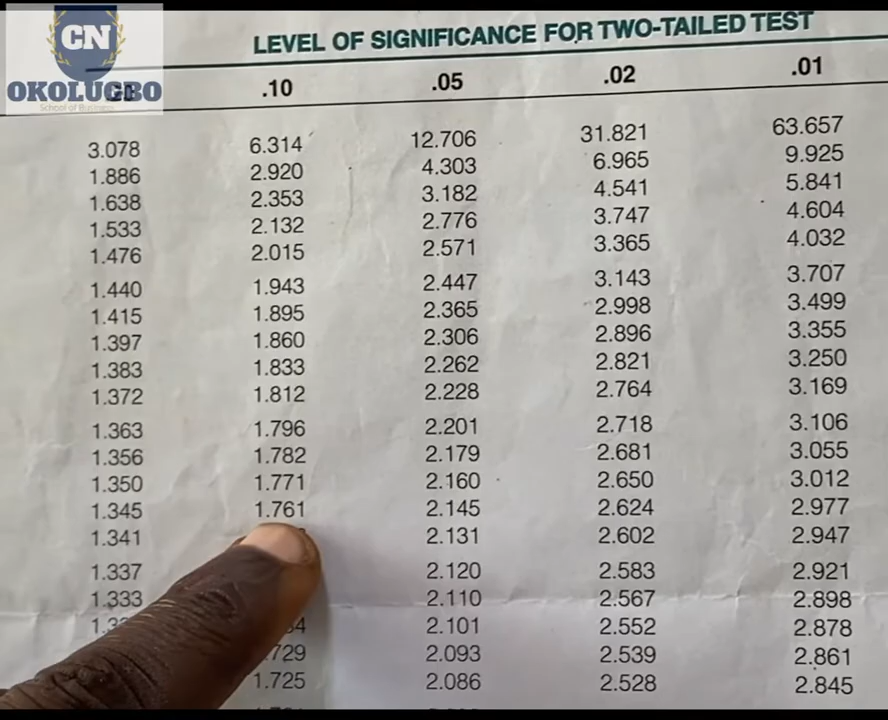 CN
OKOLUGBO
School of Business
LEVEL OF SIGNIFICANCE FOR TWO-TAILED TEST
.10 .05 .02 .01
3.078 6.314 12.706 31.821 63.657
1.886 2.920 4.303 6.965 9.925
1.638 2.353 3.182 4.541 5.841
1.533 2.132 2.776 3.747 4.604
1.476 2.015 2.571 3.365 4.032
1.440 1.943 2.447 3.143 3.707
1.415 1.895 2.365 2.998 3.499
1.397 1.860 2.306 2.896 3.355
1.383 1.833 2.262 2.821 3.250
1.372 1.812 2.228 2.764 3.169
1.363 1.796 2.201 2.718 3.106
1.356 1.782 2.179 2.681 3.055
1.350 1.771 2.160 2.650 3.012
1.345 1.761 2.145 2.624 2.977
1.341 2.131 2.602 2.947
1.337 2.120 2.583 2.921
1.333 2.110 2.567 2.898
2.101 2.552 2.878
2.093 2.539 2.861
1.725 2.086 2.528 2.845